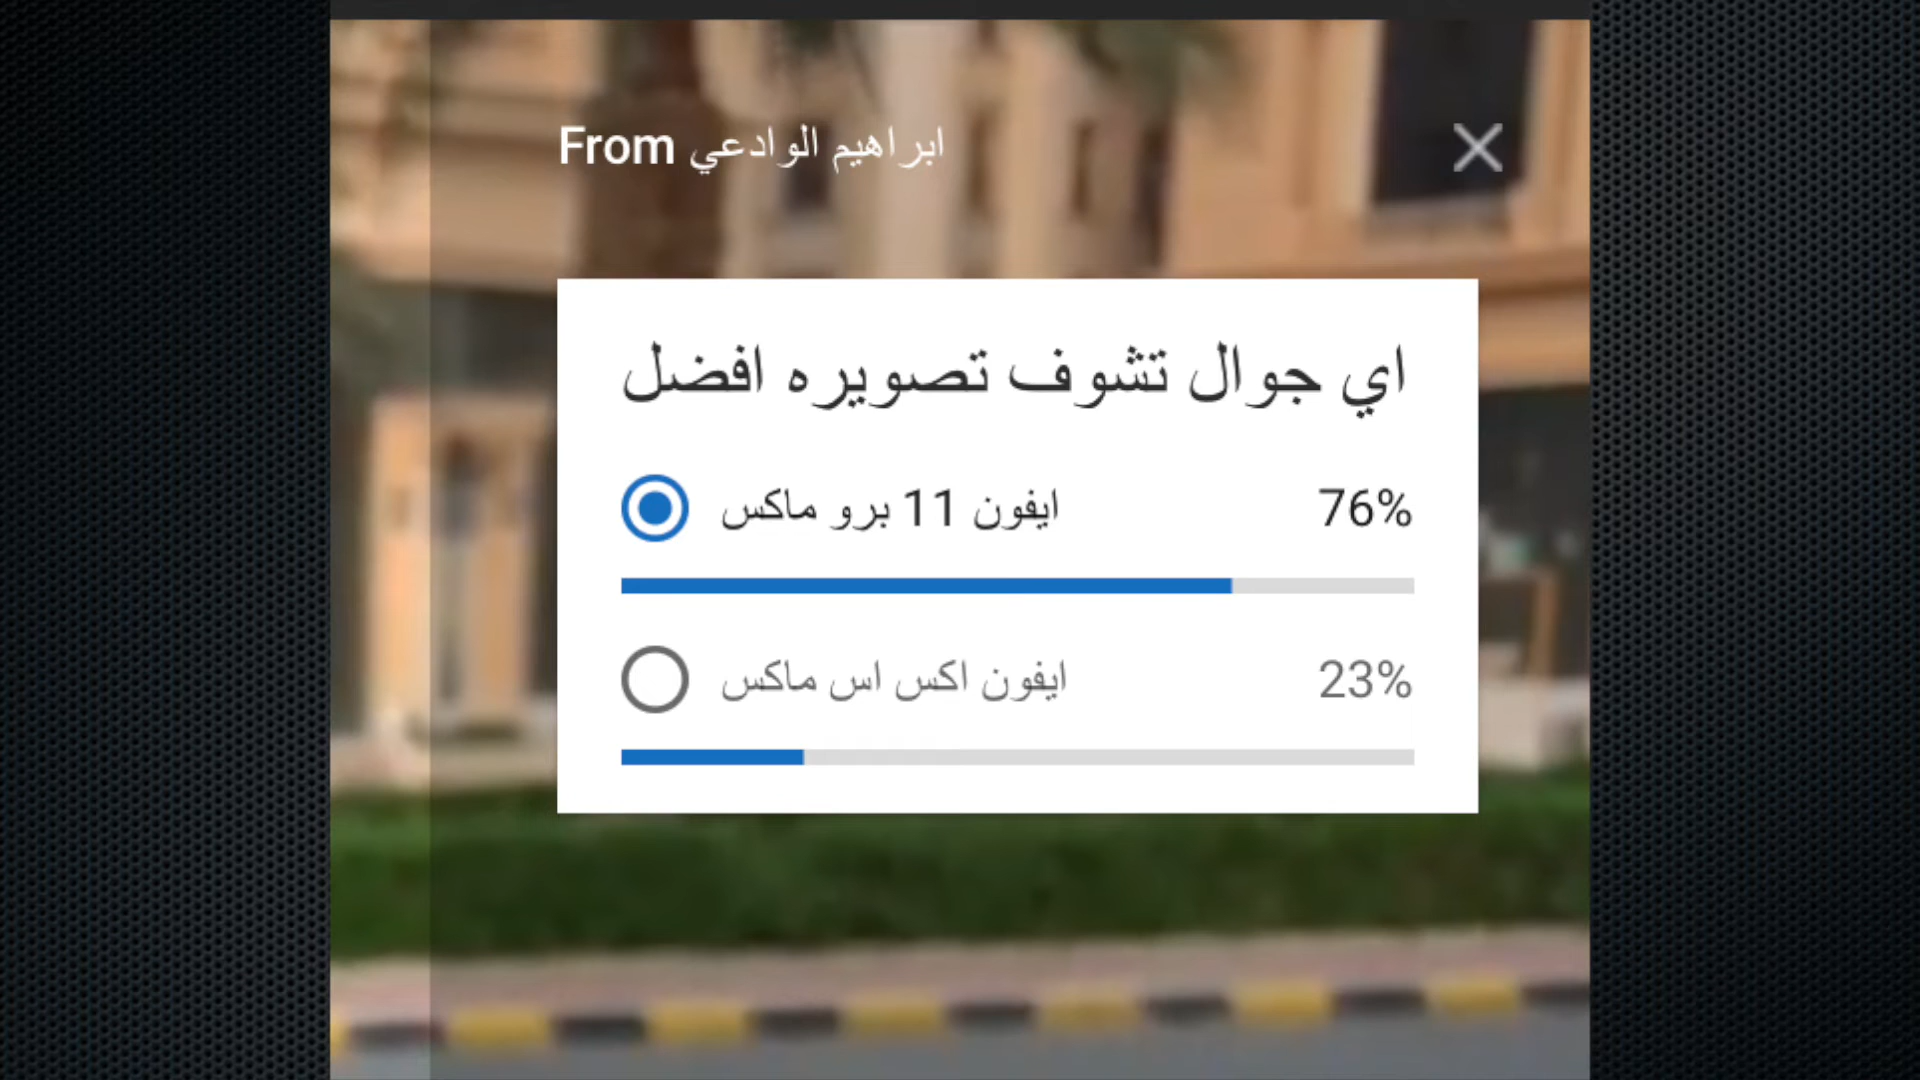 From ابراهيم الوادعي
اي جوال تشوف تصويره افضل
ايفون 11 برو ماكس 76%
ايفون اكس اس ماكس 23%